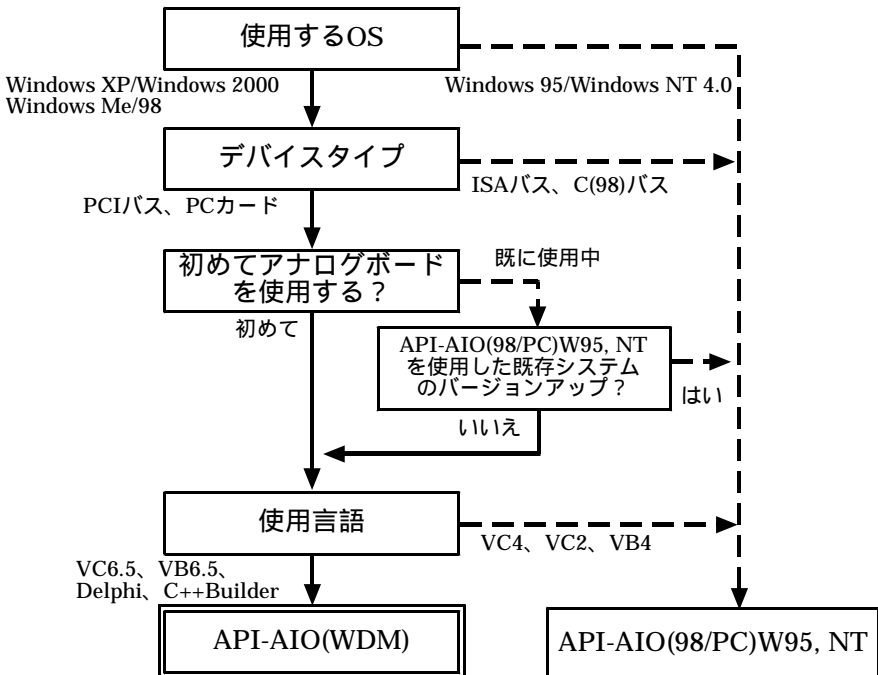 使用するOS
Windows XP/Windows 2000
Windows Me/98
Windows 95/Windows NT 4.0
デバイスタイプ
ISAバス、C(98)バス
PCIバス、PCカード
初めてアナログボード
を使用する？
既に使用中
初めて
API-AIO(98/PC)W95, NT
を使用した既存システム
のバージョンアップ？
はい
いいえ
使用言語
VC4、VC2、VB4
VC6.5、VB6.5、
Delphi、C++Builder
API-AIO(WDM)
API-AIO(98/PC)W95, NT